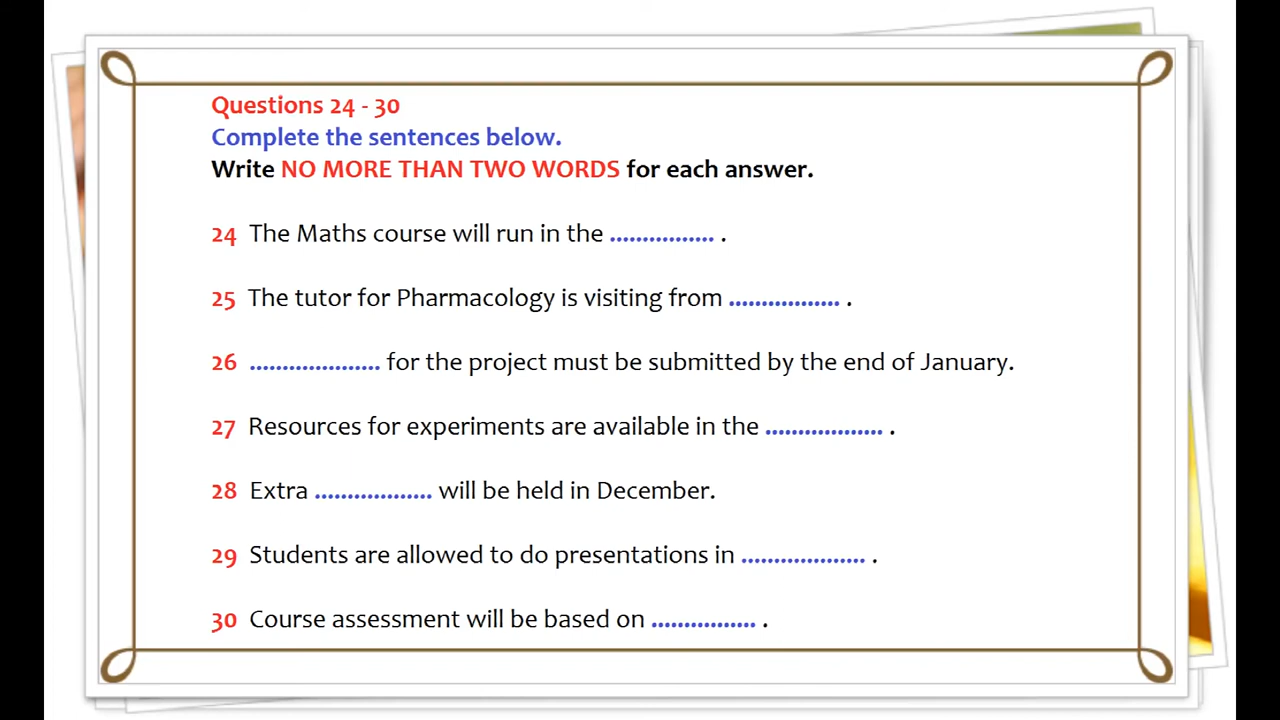 Questions 24 - 30
Complete the sentences below.
Write NO MORE THAN TWO WORDS for each answer.
24 The Maths course will run in the ................ .
25 The tutor for Pharmacology is visiting from ................. .
26 .................... for the project must be submitted by the end of January.
27 Resources for experiments are available in the .................. .
28 Extra .................. will be held in December.
29 Students are allowed to do presentations in ................... .
30 Course assessment will be based on ................ .